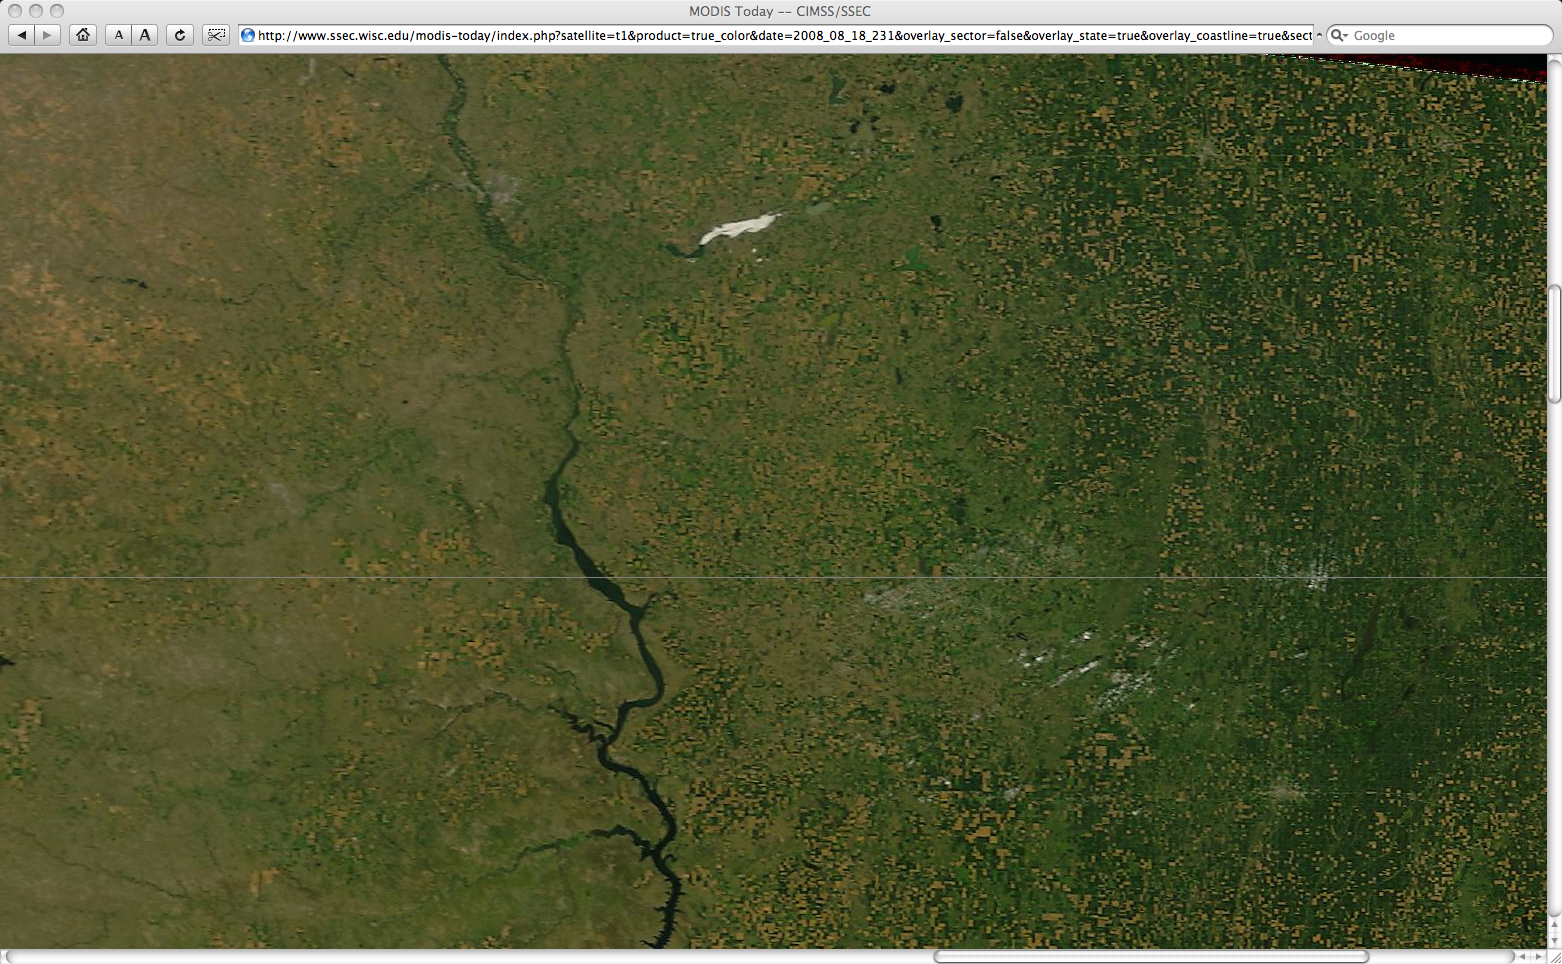 MODIS Today -- CIMSS/SSEC
A A http://www.ssec.wisc.edu/modis-today/index.php?satellite=t1&product=true_color&date=2008_08_18_231&overlay_sector=false&overlay_state=true&overlay_coastline=true&sect Google